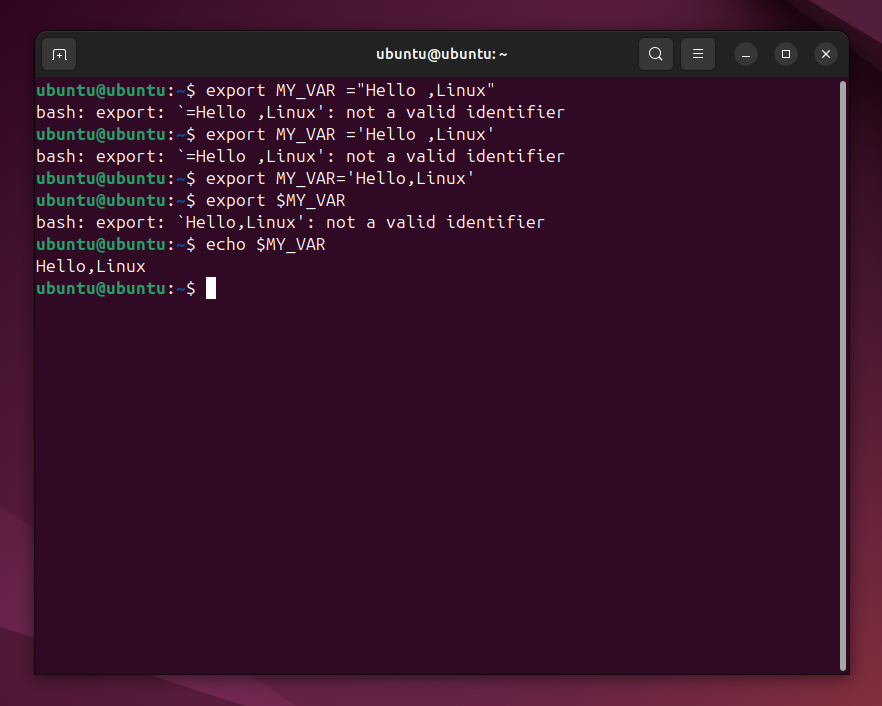 ubuntu@ubuntu: ~
ubuntu@ubuntu:~$ export MY_VAR ="Hello ,Linux"
bash: export: `=Hello ,Linux': not a valid identifier
ubuntu@ubuntu:~$ export MY_VAR ='Hello ,Linux'
bash: export: `=Hello ,Linux': not a valid identifier
ubuntu@ubuntu:~$ export MY_VAR='Hello,Linux'
ubuntu@ubuntu:~$ export $MY_VAR
bash: export: `Hello,Linux': not a valid identifier
ubuntu@ubuntu:~$ echo $MY_VAR
Hello,Linux
ubuntu@ubuntu:~$